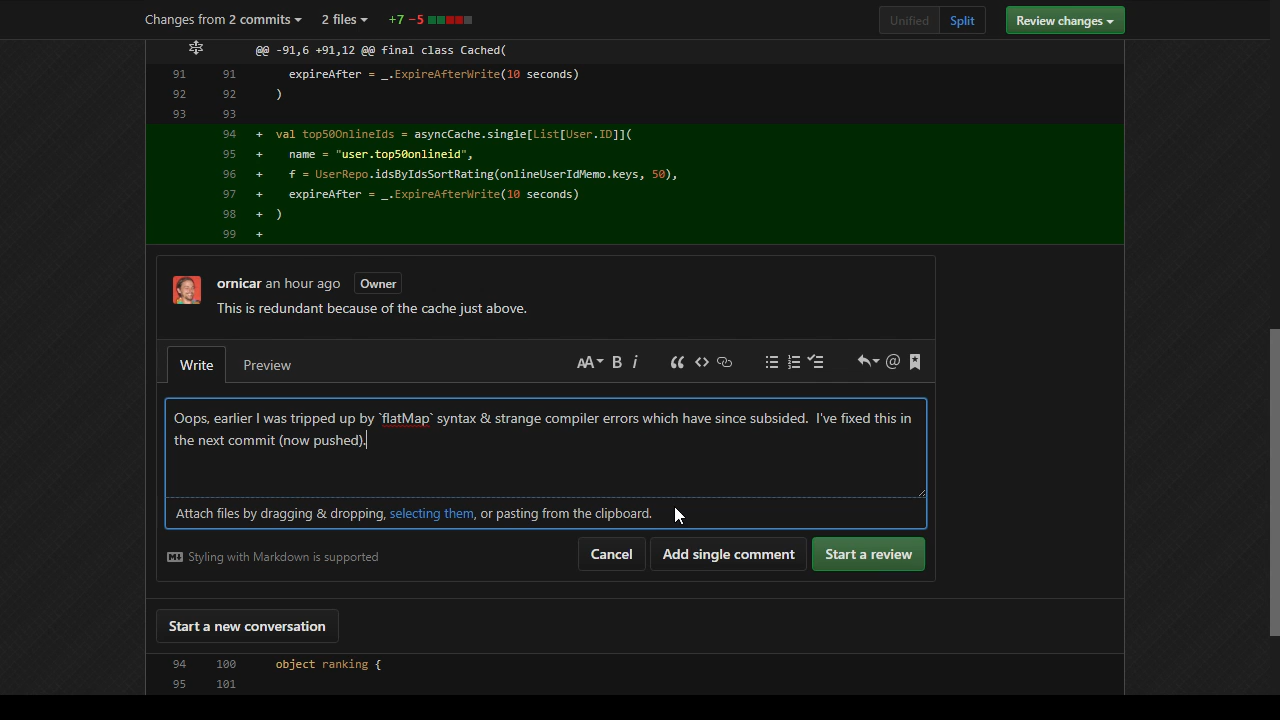 Changes from 2 commits 2 files +7 −5 Unified Split Review changes
@@ -91,6 +91,12 @@ final class Cached(
91 91 expireAfter = _.ExpireAfterWrite(10 seconds)
92 92 )
93 93
94 + val top50OnlineIds = asyncCache.single[List[User.ID]](
95 + name = "user.top50onlineid",
96 + f = UserRepo.idsByIdsSortRating(onlineUserIdMemo.keys, 50),
97 + expireAfter = _.ExpireAfterWrite(10 seconds)
98 + )
99 +
ornicar an hour ago Owner
This is redundant because of the cache just above.
Write Preview AA B i @
Oops, earlier I was tripped up by `flatMap` syntax & strange compiler errors which have since subsided. I've fixed this in
the next commit (now pushed).
Attach files by dragging & dropping, selecting them, or pasting from the clipboard.
Styling with Markdown is supported Cancel Add single comment Start a review
Start a new conversation
94 100 object ranking {
95 101